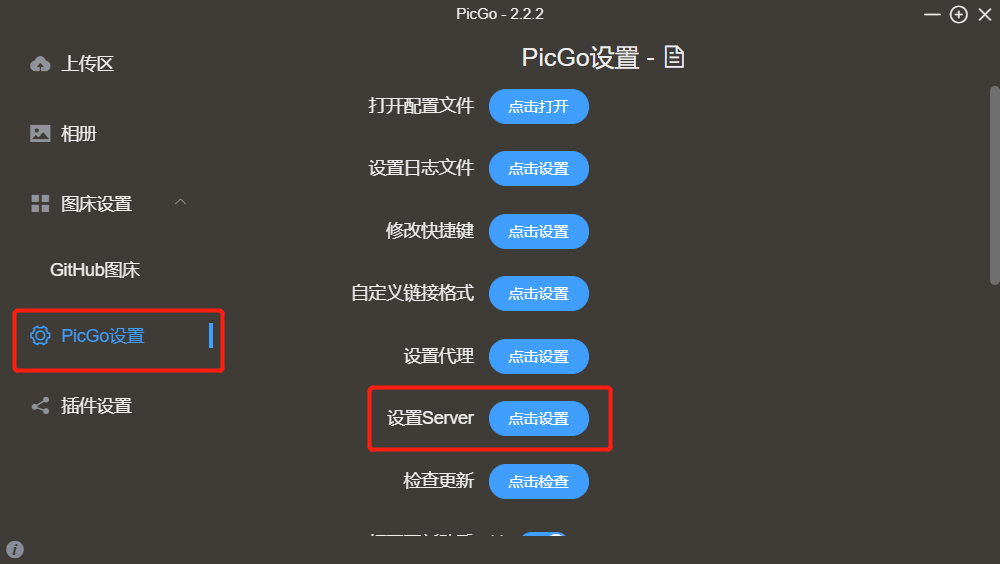 PicGo - 2.2.2
上传区
相册
图床设置
GitHub图床
PicGo设置
插件设置
PicGo设置 -
打开配置文件 点击打开
设置日志文件 点击设置
修改快捷键 点击设置
自定义链接格式 点击设置
设置代理 点击设置
设置Server 点击设置
检查更新 点击检查